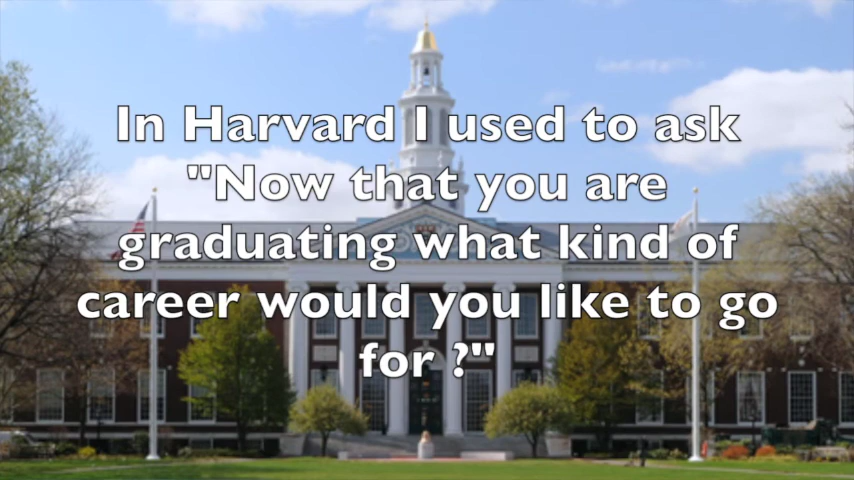 In Harvard I used to ask
"Now that you are
graduating what kind of
career would you like to go
for ?"